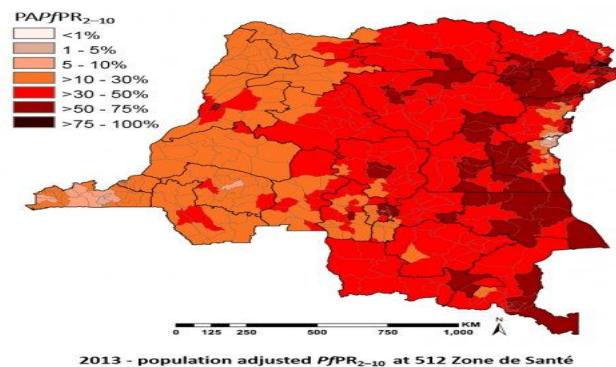 PAPfPR2–10
<1%
1 - 5%
5 - 10%
>10 - 30%
>30 - 50%
>50 - 75%
>75 - 100%
KM
0 125 250 500 750 1,000
N
2013 - population adjusted PfPR2–10 at 512 Zone de Santé